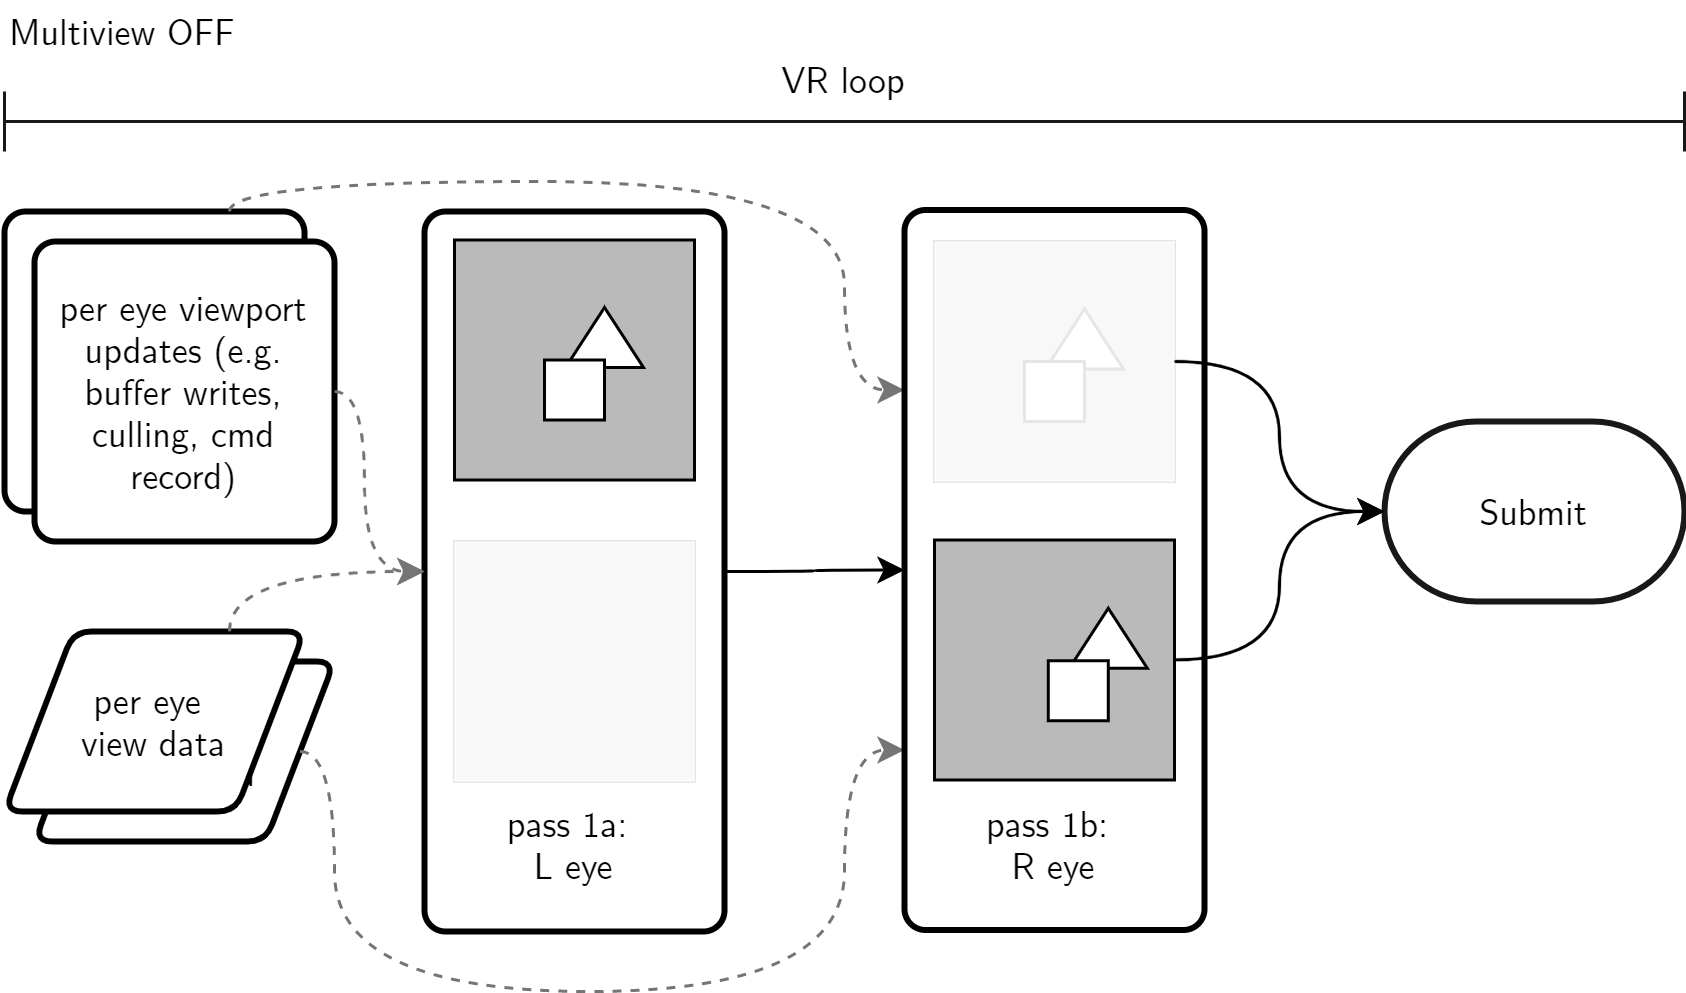 Multiview OFF
VR loop
per eye viewport
updates (e.g.
buffer writes,
culling, cmd
record)
per eye
view data
pass 1a:
L eye
pass 1b:
R eye
Submit